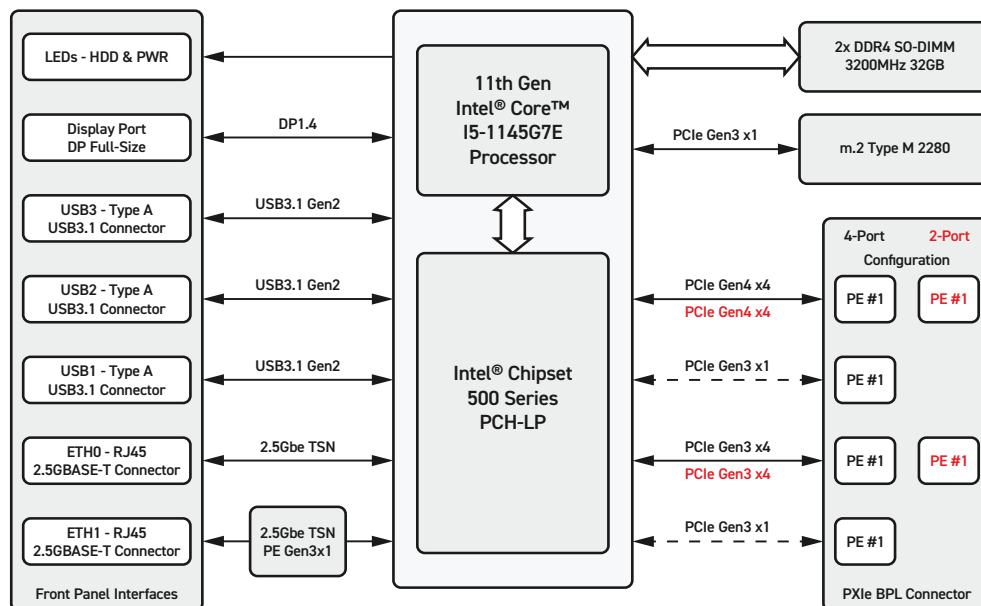 LEDs - HDD & PWR
Display Port
DP Full-Size
DP1.4
USB3 - Type A
USB3.1 Connector
USB3.1 Gen2
USB2 - Type A
USB3.1 Connector
USB3.1 Gen2
USB1 - Type A
USB3.1 Connector
USB3.1 Gen2
ETH0 - RJ45
2.5GBASE-T Connector
2.5Gbe TSN
ETH1 - RJ45
2.5GBASE-T Connector
2.5Gbe TSN
PE Gen3x1
Front Panel Interfaces
11th Gen
Intel® Core™
I5-1145G7E
Processor
Intel® Chipset
500 Series
PCH-LP
2x DDR4 SO-DIMM
3200MHz 32GB
PCIe Gen3 x1
m.2 Type M 2280
4-Port 2-Port
Configuration
PCIe Gen4 x4
PCIe Gen4 x4
PE #1 PE #1
PCIe Gen3 x1
PE #1
PCIe Gen3 x4
PCIe Gen3 x4
PE #1 PE #1
PCIe Gen3 x1
PE #1
PXIe BPL Connector